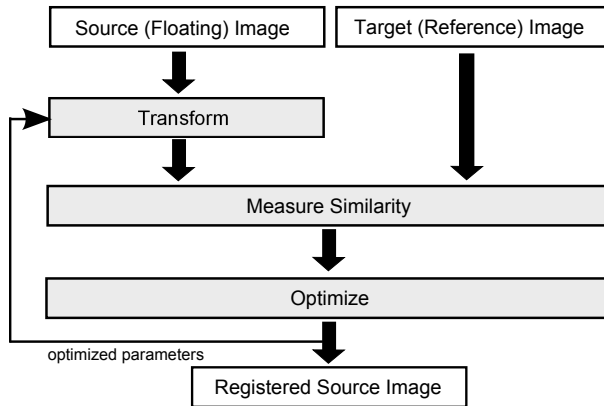 Source (Floating) Image
Target (Reference) Image
Transform
Measure Similarity
Optimize
optimized parameters
Registered Source Image